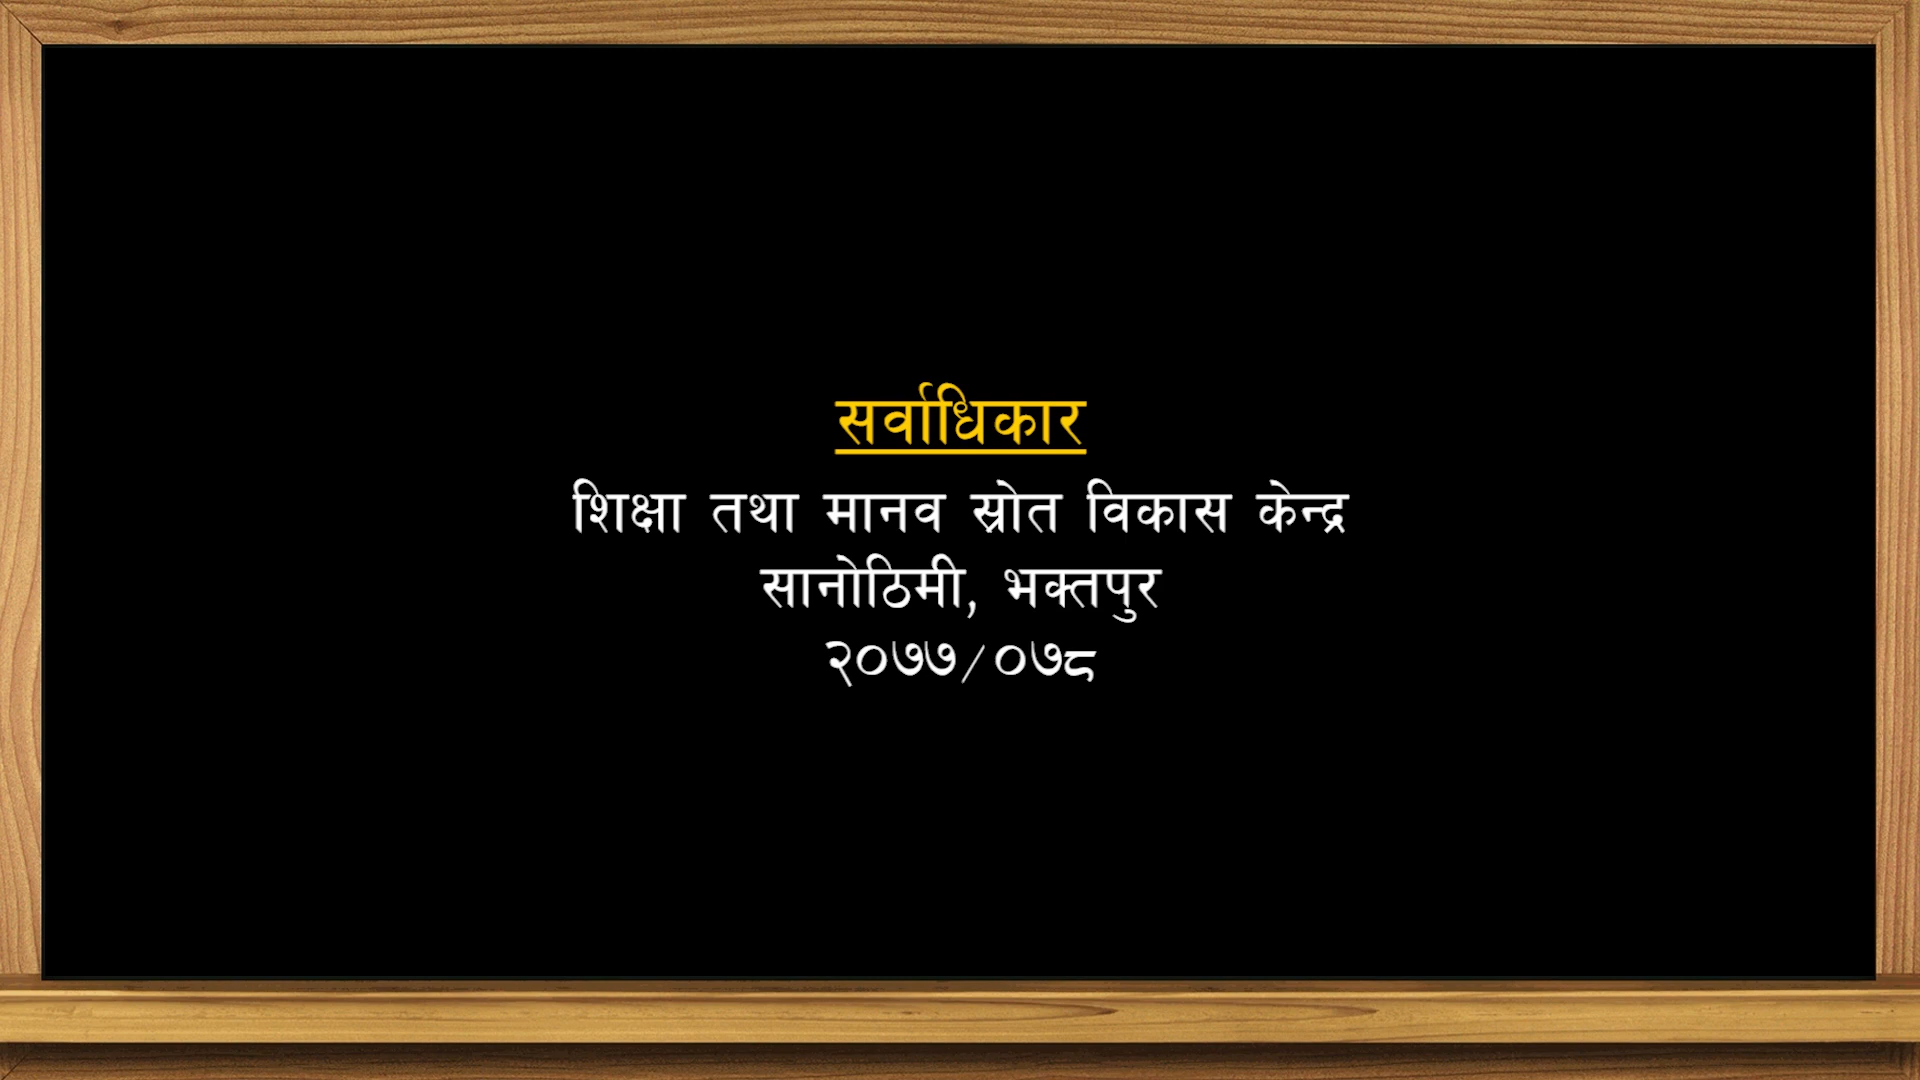 सर्वाधिकार
शिक्षा तथा मानव स्रोत विकास केन्द्र
सानोठिमी, भक्तपुर
२०७७/०७८